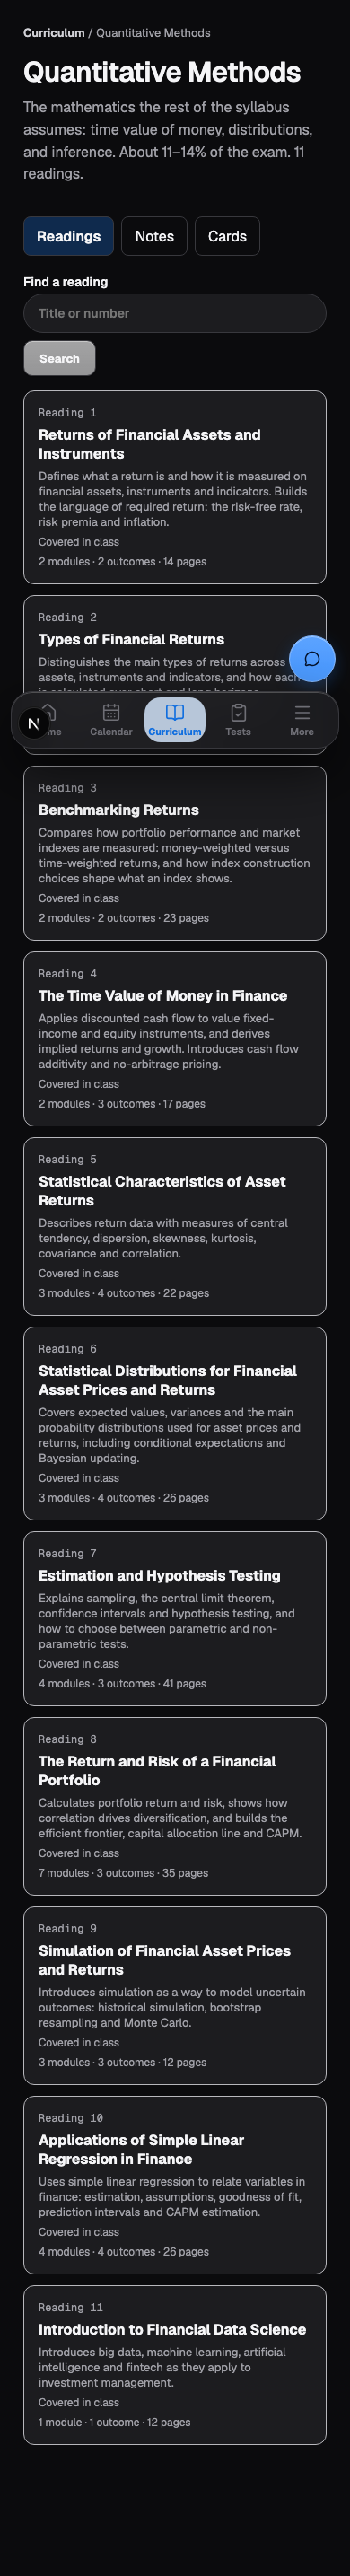 Curriculum / Quantitative Methods
Quantitative Methods
The mathematics the rest of the syllabus
assumes: time value of money, distributions,
and inference. About 11–14% of the exam. 11
readings.
Readings
Notes
Cards
Find a reading
Title or number
Search
Reading 1
Returns of Financial Assets and
Instruments
Defines what a return is and how it is measured on
financial assets, instruments and indicators. Builds
the language of required return: the risk-free rate,
risk premia and inflation.
Covered in class
2 modules · 2 outcomes · 14 pages
Reading 2
Types of Financial Returns
Distinguishes the main types of returns across
assets, instruments and indicators, and how each
N
Calendar
Curriculum
Tests
More
Reading 3
Benchmarking Returns
Compares how portfolio performance and market
indexes are measured: money-weighted versus
time-weighted returns, and how index construction
choices shape what an index shows.
Covered in class
2 modules · 2 outcomes · 23 pages
Reading 4
The Time Value of Money in Finance
Applies discounted cash flow to value fixed-
income and equity instruments, and derives
implied returns and growth. Introduces cash flow
additivity and no-arbitrage pricing.
Covered in class
2 modules · 3 outcomes · 17 pages
Reading 5
Statistical Characteristics of Asset
Returns
Describes return data with measures of central
tendency, dispersion, skewness, kurtosis,
covariance and correlation.
Covered in class
3 modules · 4 outcomes · 22 pages
Reading 6
Statistical Distributions for Financial
Asset Prices and Returns
Covers expected values, variances and the main
probability distributions used for asset prices and
returns, including conditional expectations and
Bayesian updating.
Covered in class
3 modules · 4 outcomes · 26 pages
Reading 7
Estimation and Hypothesis Testing
Explains sampling, the central limit theorem,
confidence intervals and hypothesis testing, and
how to choose between parametric and non-
parametric tests.
Covered in class
4 modules · 3 outcomes · 41 pages
Reading 8
The Return and Risk of a Financial
Portfolio
Calculates portfolio return and risk, shows how
correlation drives diversification, and builds the
efficient frontier, capital allocation line and CAPM.
Covered in class
7 modules · 3 outcomes · 35 pages
Reading 9
Simulation of Financial Asset Prices
and Returns
Introduces simulation as a way to model uncertain
outcomes: historical simulation, bootstrap
resampling and Monte Carlo.
Covered in class
3 modules · 3 outcomes · 12 pages
Reading 10
Applications of Simple Linear
Regression in Finance
Uses simple linear regression to relate variables in
finance: estimation, assumptions, goodness of fit,
prediction intervals and CAPM estimation.
Covered in class
4 modules · 4 outcomes · 26 pages
Reading 11
Introduction to Financial Data Science
Introduces big data, machine learning, artificial
intelligence and fintech as they apply to
investment management.
Covered in class
1 module · 1 outcome · 12 pages